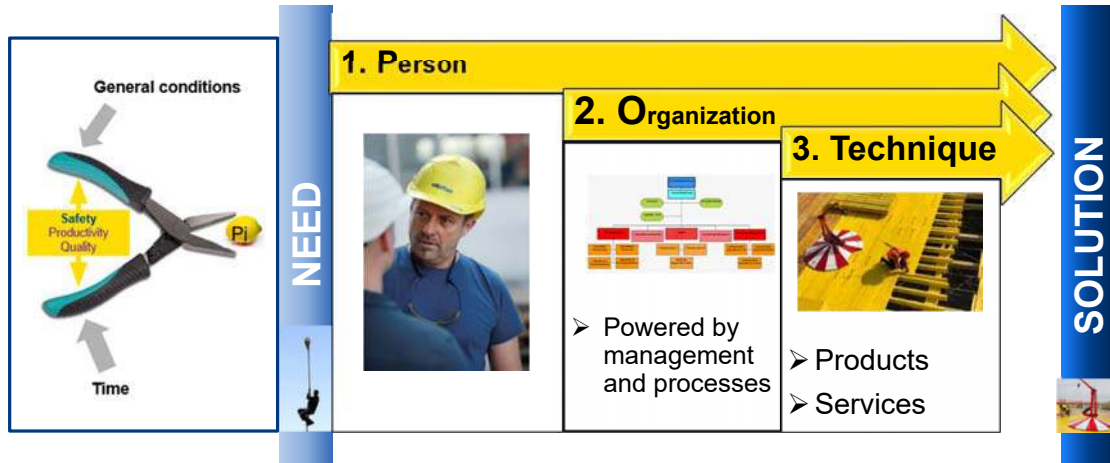 General conditions
Safety
Productivity
Quality
Pi
Time
NEED
1. Person
2. Organization
➢ Powered by
management
and processes
3. Technique
➢ Products
➢ Services
SOLUTION